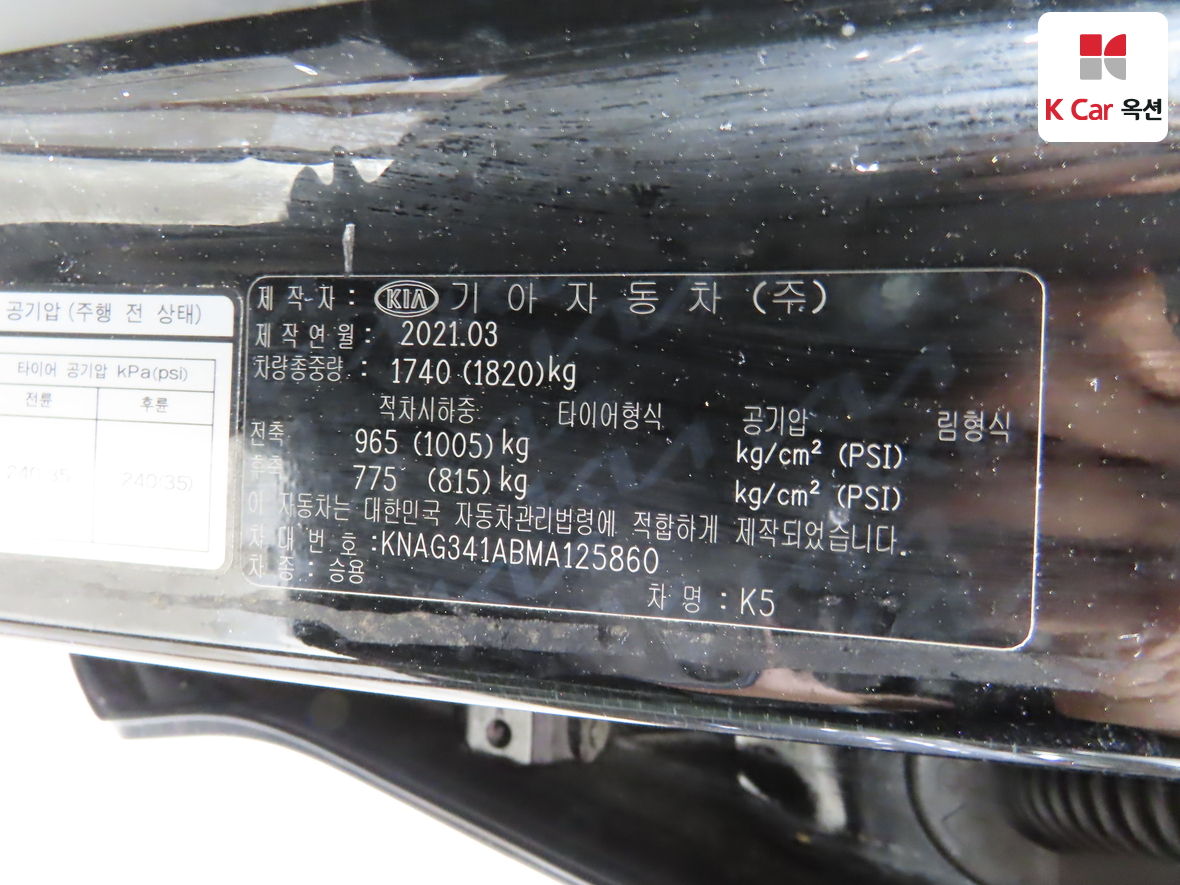 K Car 옥션
공기압 (주행 전 상태)
타이어 공기압 kPa(psi)
전륜 후륜
240(35) 240(35)
제 작 자 : KIA 기 아 자 동 차 (주)
제 작 연 월 : 2021.03
차량총중량 : 1740 (1820)kg
적차시하중 타이어형식 공기압 림형식
전축 965 (1005) kg kg/cm² (PSI)
후축 775 (815) kg kg/cm² (PSI)
이 자동차는 대한민국 자동차관리법령에 적합하게 제작되었습니다.
차 대 번 호 :KNAG341ABMA125860
차 종 : 승용 차 명 : K5